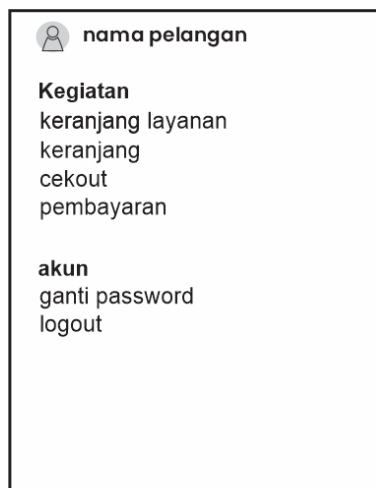 nama pelangan
Kegiatan
keranjang layanan
keranjang
cekout
pembayaran
akun
ganti password
logout